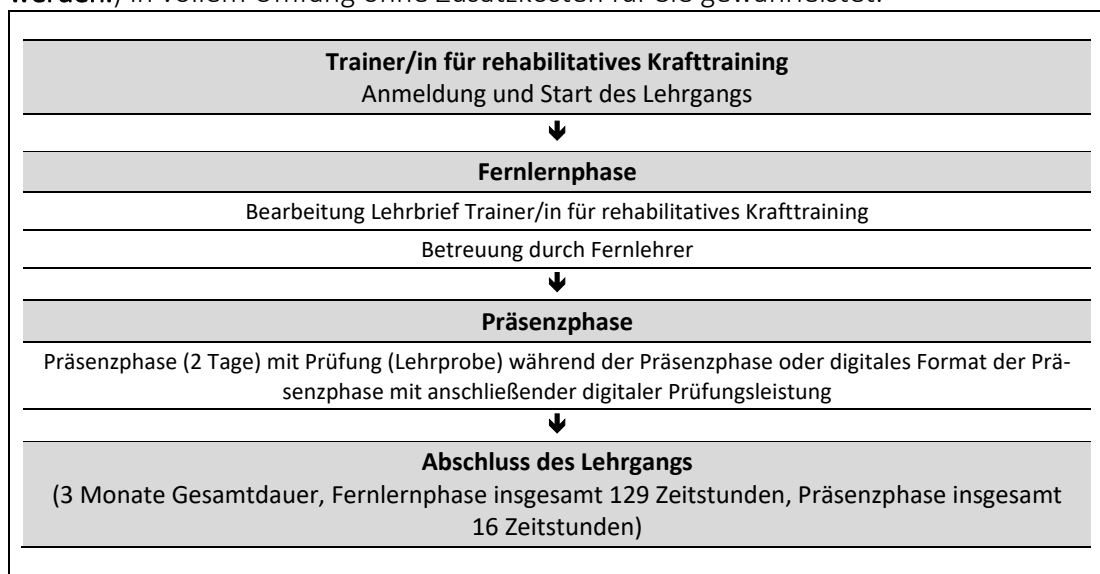 werden.) in vollem Umfang ohne Zusatzkosten für Sie gewährleistet.
Trainer/in für rehabilitatives Krafttraining
Anmeldung und Start des Lehrgangs
Fernlernphase
Bearbeitung Lehrbrief Trainer/in für rehabilitatives Krafttraining
Betreuung durch Fernlehrer
Präsenzphase
Präsenzphase (2 Tage) mit Prüfung (Lehrprobe) während der Präsenzphase oder digitales Format der Prä-
senzphase mit anschließender digitaler Prüfungsleistung
Abschluss des Lehrgangs
(3 Monate Gesamtdauer, Fernlernphase insgesamt 129 Zeitstunden, Präsenzphase insgesamt
16 Zeitstunden)